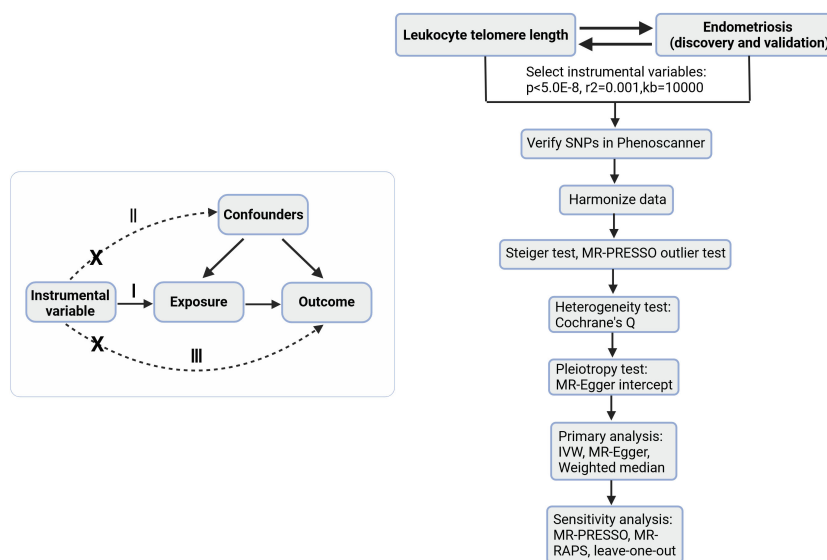 Leukocyte telomere length
Endometriosis
(discovery and validation)
Select instrumental variables:
p<5.0E-8, r2=0.001,kb=10000
Verify SNPs in Phenoscanner
Harmonize data
Steiger test, MR-PRESSO outlier test
Heterogeneity test:
Cochrane's Q
Pleiotropy test:
MR-Egger intercept
Primary analysis:
IVW, MR-Egger,
Weighted median
Sensitivity analysis:
MR-PRESSO, MR-
RAPS, leave-one-out
II
Confounders
X
I
Instrumental
variable
Exposure
Outcome
X
III